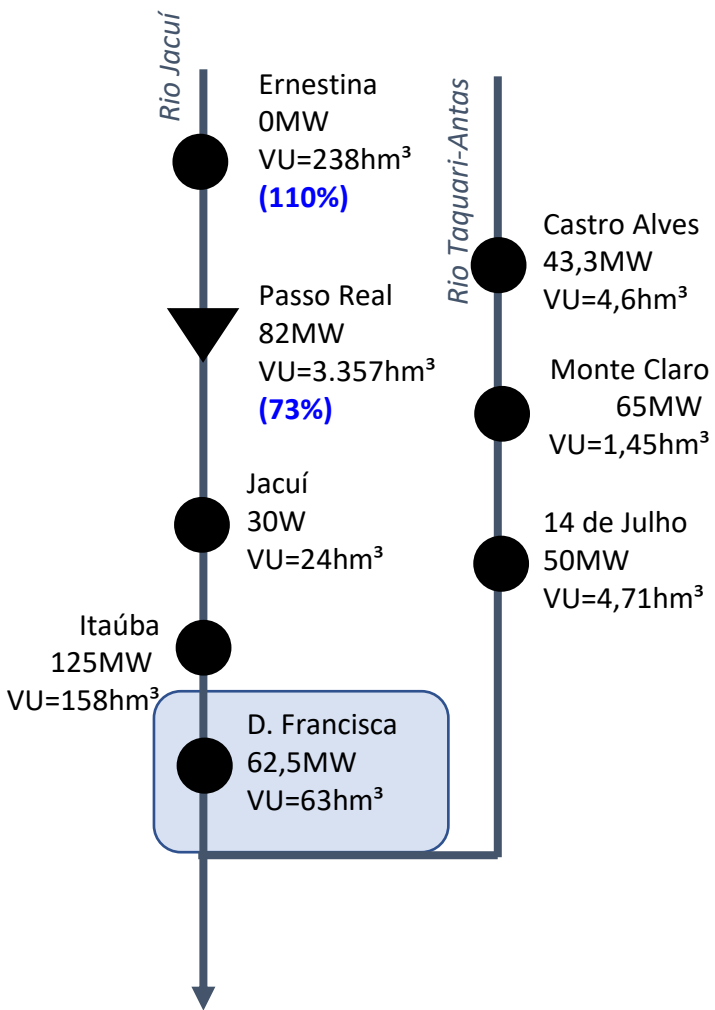 Rio Jacuí
Ernestina
0MW
VU=238hm³
(110%)
Passo Real
82MW
VU=3.357hm³
(73%)
Jacuí
30W
VU=24hm³
Itaúba
125MW
VU=158hm³
D. Francisca
62,5MW
VU=63hm³
Rio Taquari-Antas
Castro Alves
43,3MW
VU=4,6hm³
Monte Claro
65MW
VU=1,45hm³
14 de Julho
50MW
VU=4,71hm³